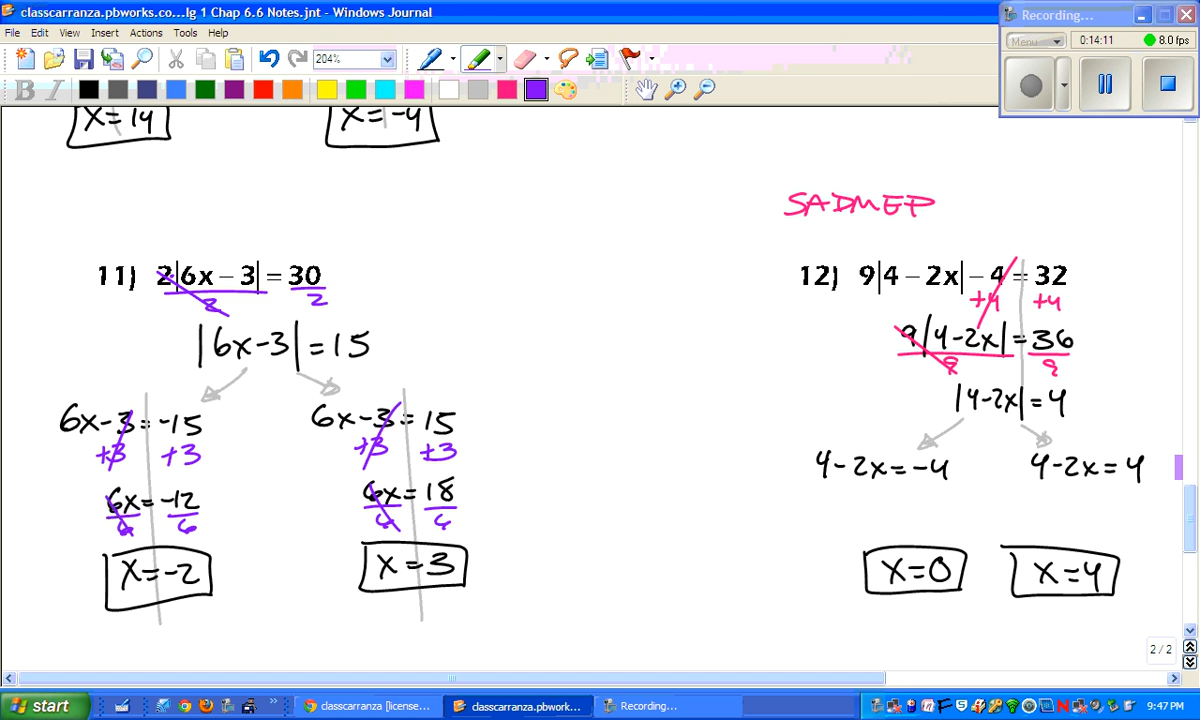 classcarranza.pbworks.co...lg 1 Chap 6.6 Notes.jnt - Windows Journal
File Edit View Insert Actions Tools Help
204%
B I
Recording...
Menu
0:14:11
8.0 fps
x=14
x=-4
SADMEP
11) 2|6x − 3| = 30
2 2
|6x-3|=15
6x-3=-15
+3 +3
6x=-12
6 6
x=-2
6x-3=15
+3 +3
6x=18
6 6
x=3
12) 9|4 − 2x| − 4 = 32
+4 +4
9|4-2x|=36
9 9
|4-2x|=4
4-2x=-4
4-2x=4
x=0
x=4
2 / 2
start
classcarranza [license...
classcarranza.pbwork...
Recording...
9:47 PM